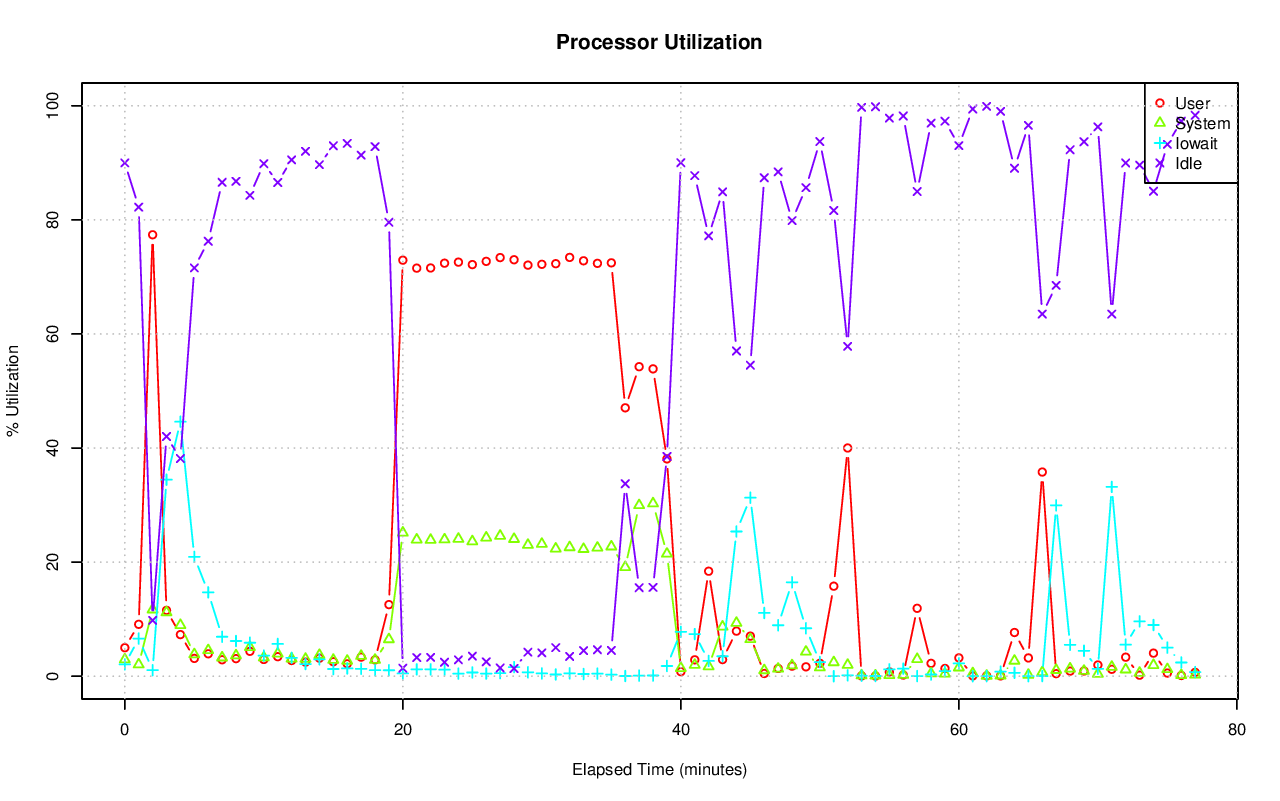 Processor Utilization
% Utilization
100
80
60
40
20
0
User
System
Iowait
Idle
0 20 40 60 80
Elapsed Time (minutes)